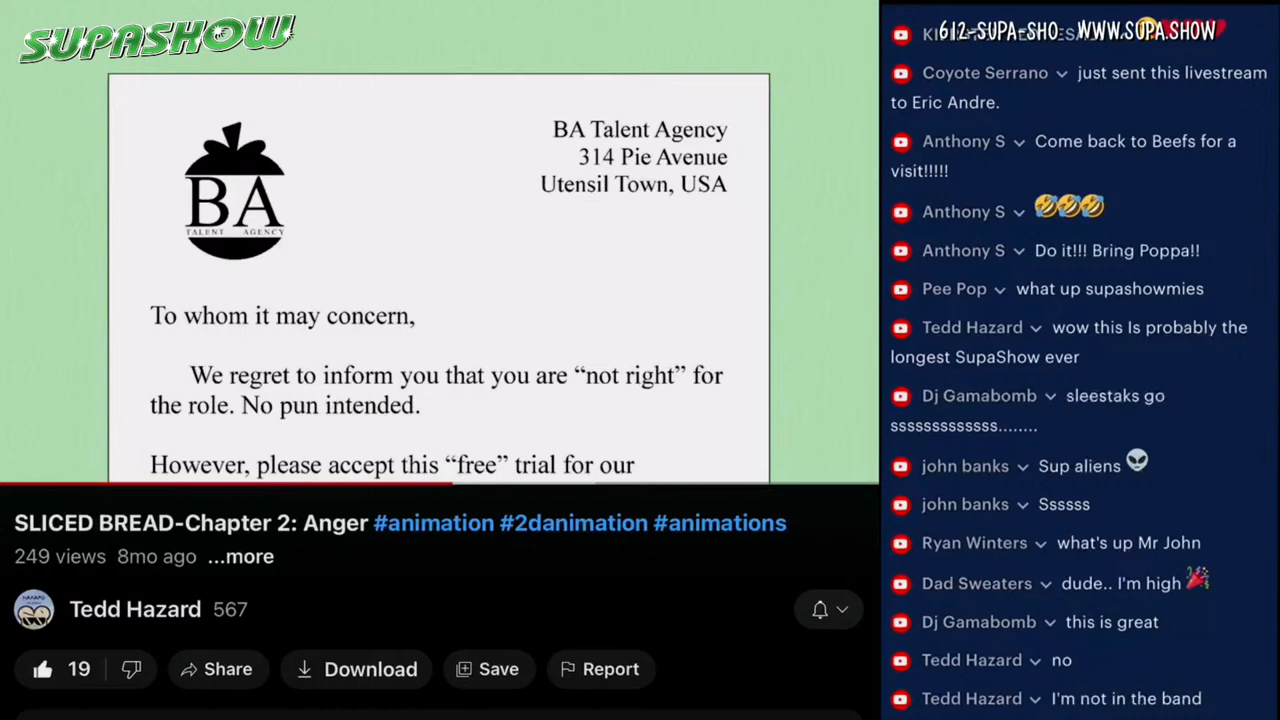 SUPASHOW
BA Talent Agency
314 Pie Avenue
Utensil Town, USA
BA
TALENT AGENCY
To whom it may concern,
We regret to inform you that you are “not right” for
the role. No pun intended.
However, please accept this “free” trial for our
SLICED BREAD-Chapter 2: Anger #animation #2danimation #animations
249 views 8mo ago ...more
Tedd Hazard 567
19 Share Download Save Report
612-SUPA-SHO WWW.SUPA.SHOW
Coyote Serrano just sent this livestream
to Eric Andre.
Anthony S Come back to Beefs for a
visit!!!!!
Anthony S 🤣🤣🤣
Anthony S Do it!!! Bring Poppa!!
Pee Pop what up supashowmies
Tedd Hazard wow this Is probably the
longest SupaShow ever
Dj Gamabomb sleestaks go
sssssssssssss........
john banks Sup aliens 👽
john banks Ssssss
Ryan Winters what's up Mr John
Dad Sweaters dude.. I'm high 🎉
Dj Gamabomb this is great
Tedd Hazard no
Tedd Hazard I'm not in the band